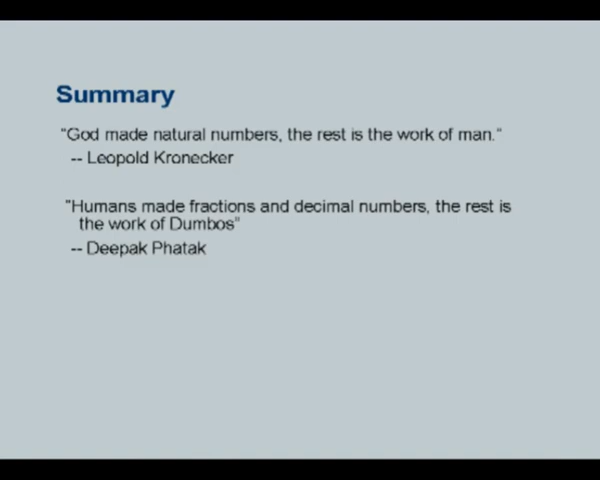 Summary
"God made natural numbers, the rest is the work of man."
-- Leopold Kronecker
"Humans made fractions and decimal numbers, the rest is
the work of Dumbos"
-- Deepak Phatak